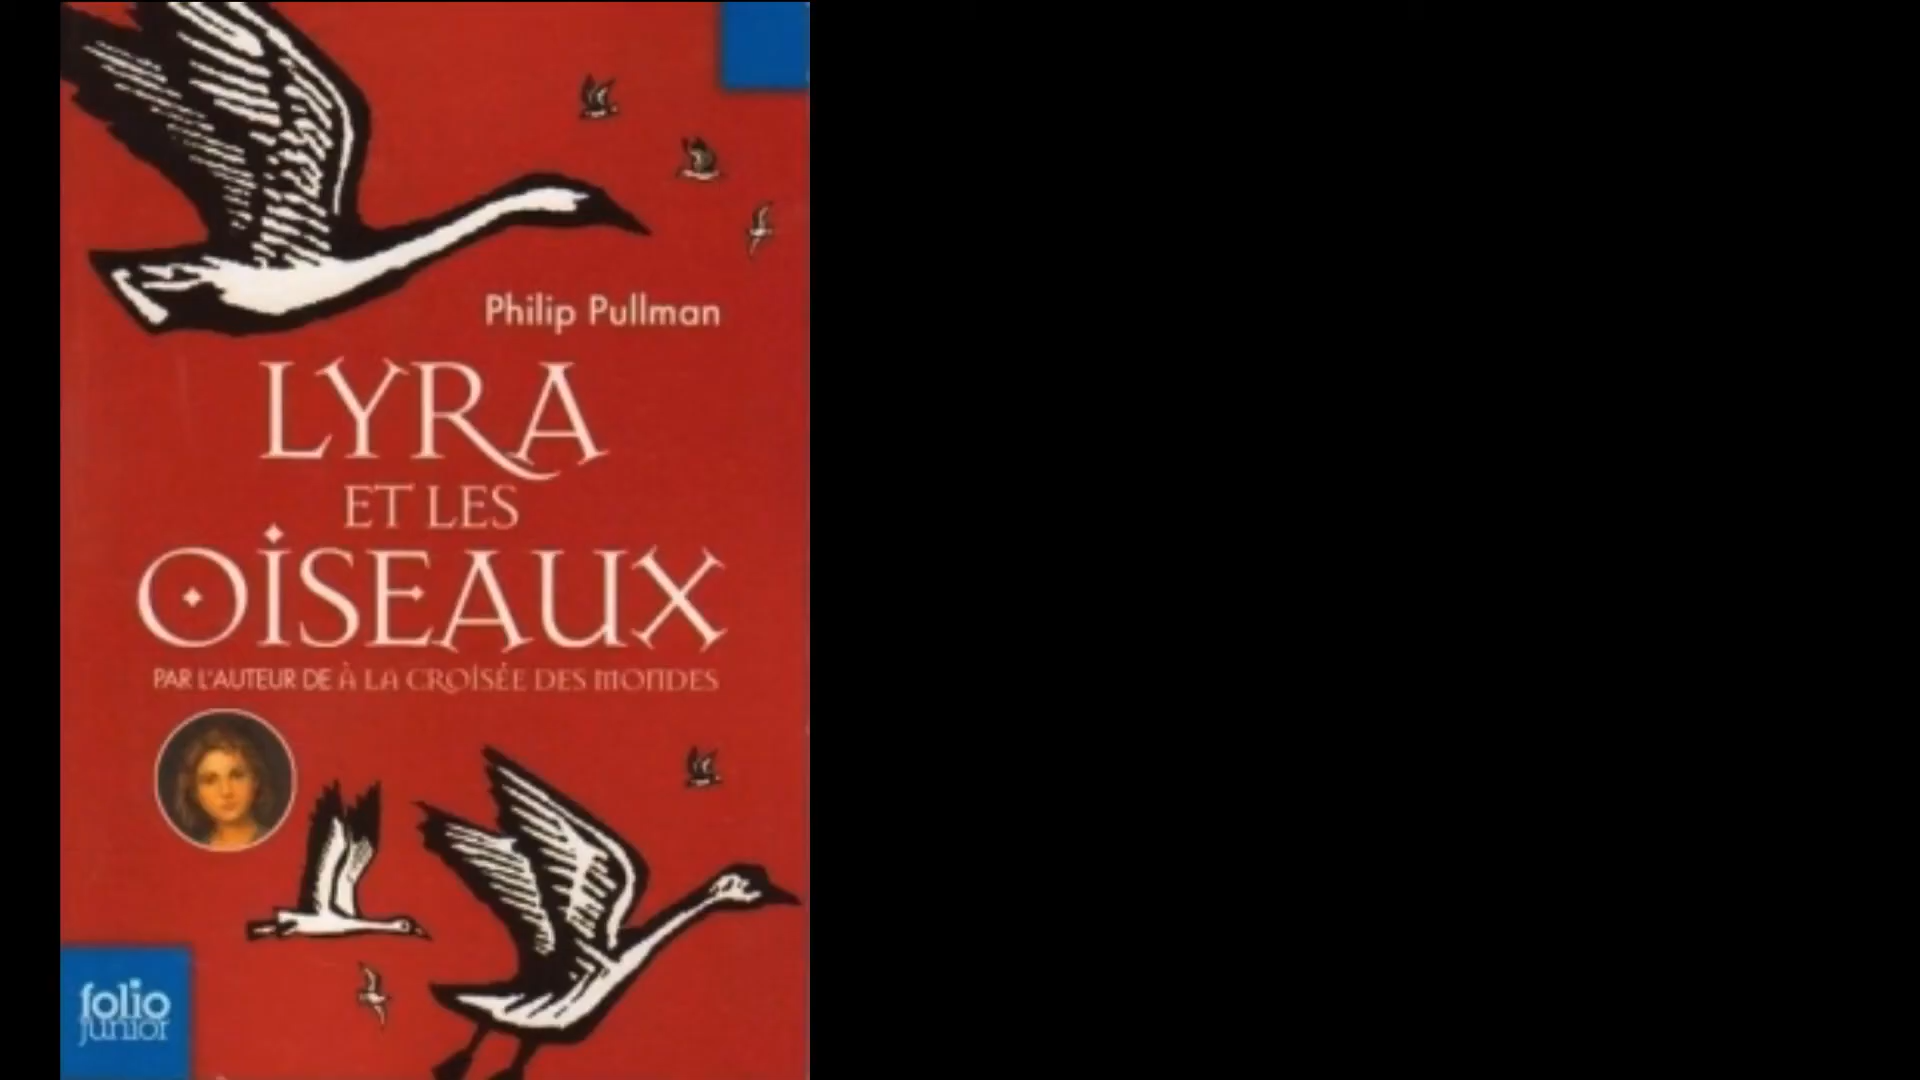 Philip Pullman
LYRA
ET LES
OISEAUX
PAR L'AUTEUR DE À LA CROISÉE DES MONDES
folio
junior